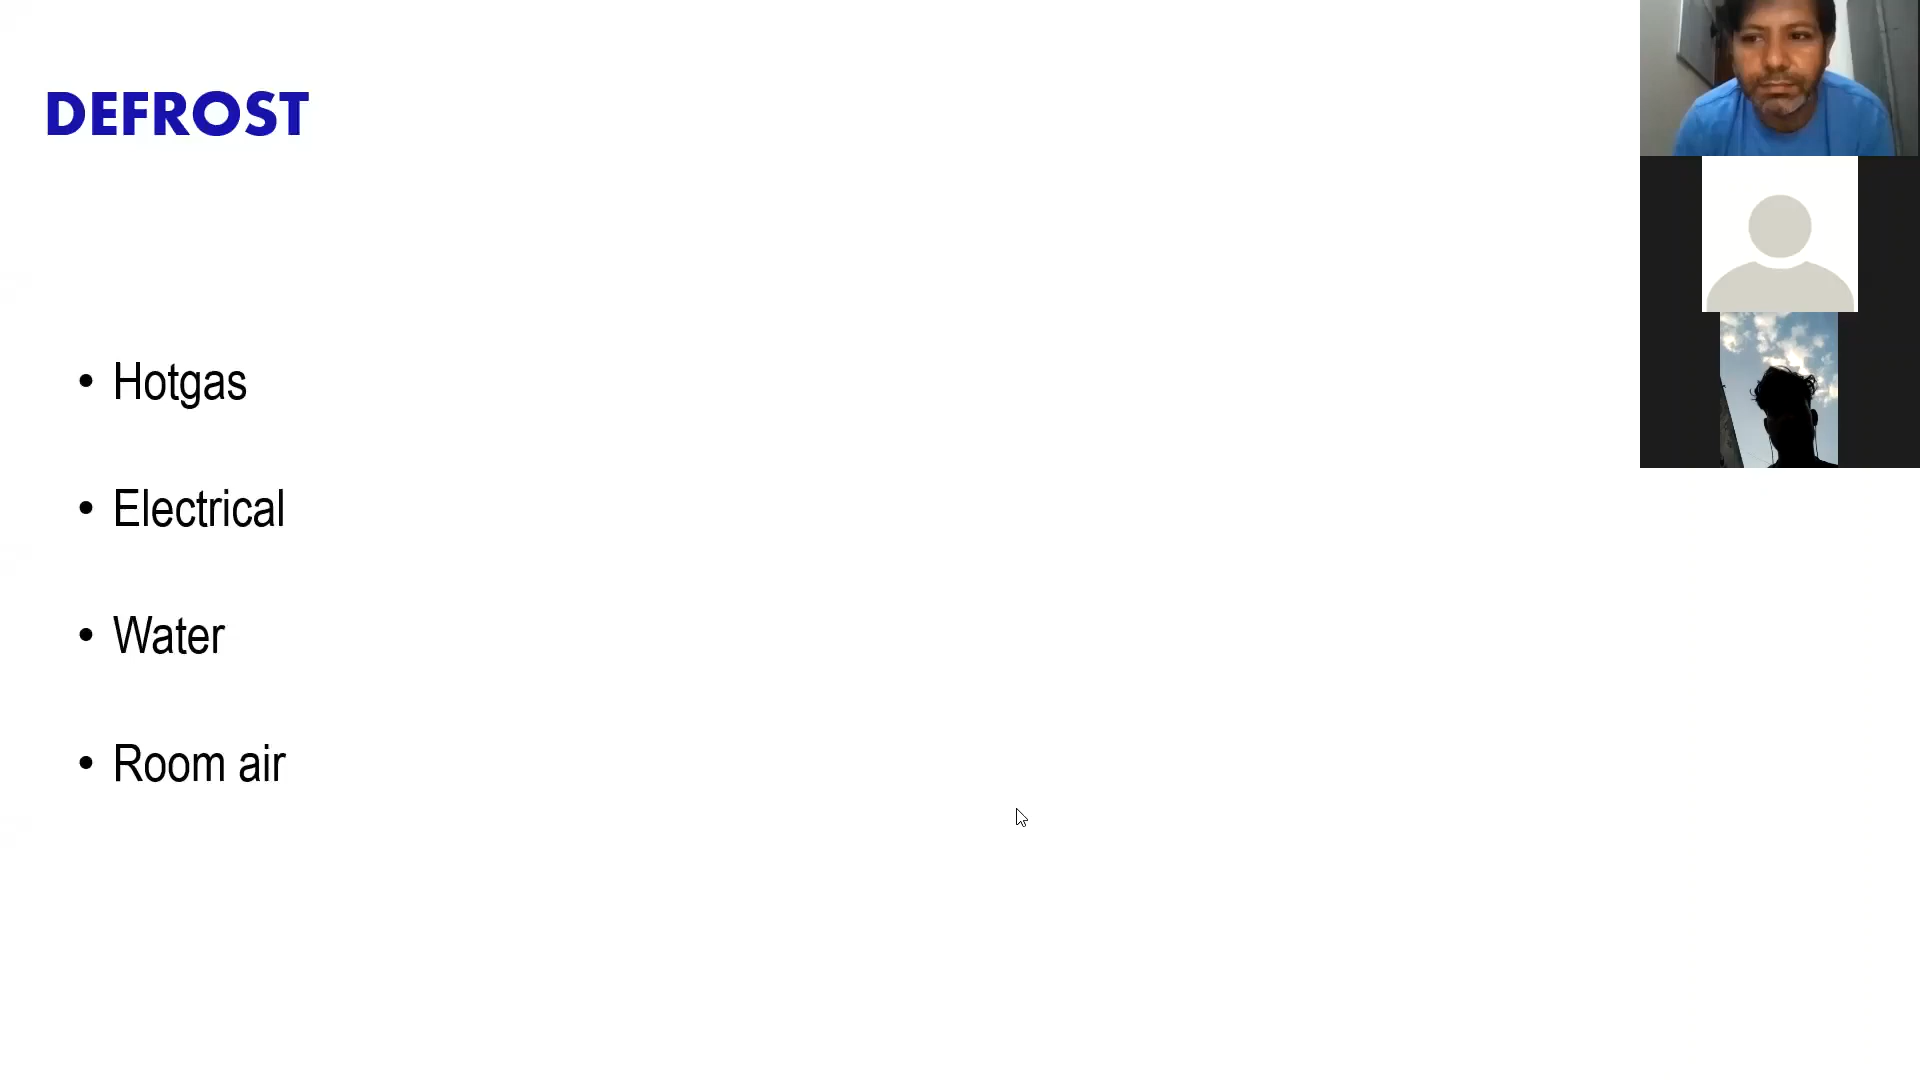 DEFROST
• Hotgas
• Electrical
• Water
• Room air